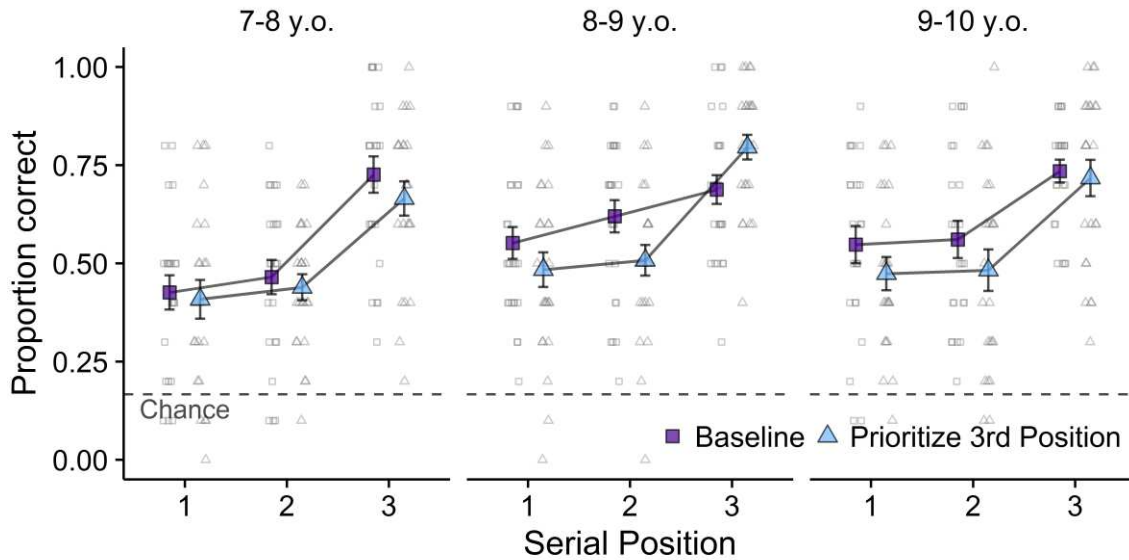 7-8 y.o. 8-9 y.o. 9-10 y.o.
1.00
0.75
0.50
0.25
0.00
Proportion correct
Chance
Baseline Prioritize 3rd Position
1 2 3 1 2 3 1 2 3
Serial Position